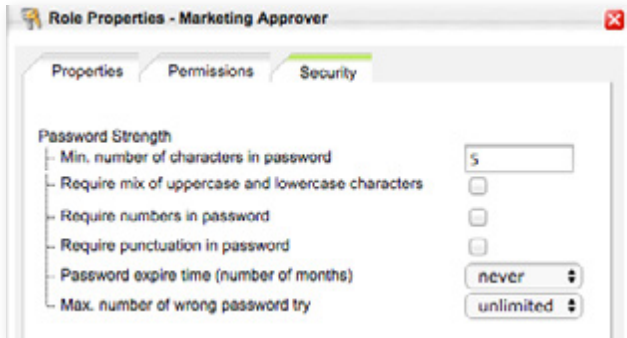 Role Properties - Marketing Approver
Properties Permissions Security
Password Strength
Min. number of characters in password 5
Require mix of uppercase and lowercase characters
Require numbers in password
Require punctuation in password
Password expire time (number of months) never
Max. number of wrong password try unlimited